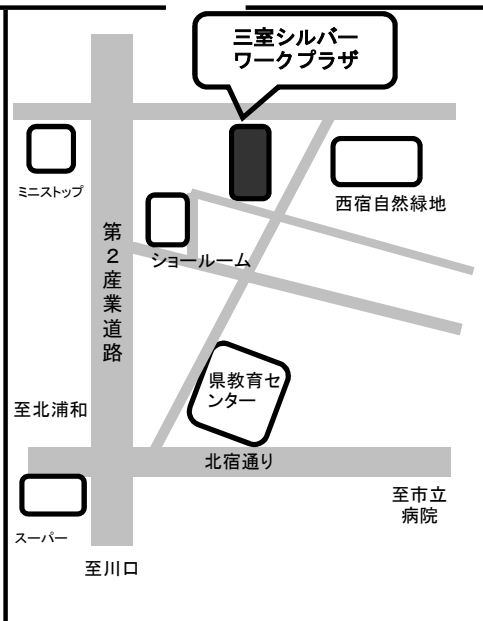 三室シルバー
ワークプラザ
ミニストップ
西宿自然緑地
第2産業道路
ショールーム
県教育セ
ンター
至北浦和
北宿通り
至市立
病院
スーパー
至川口